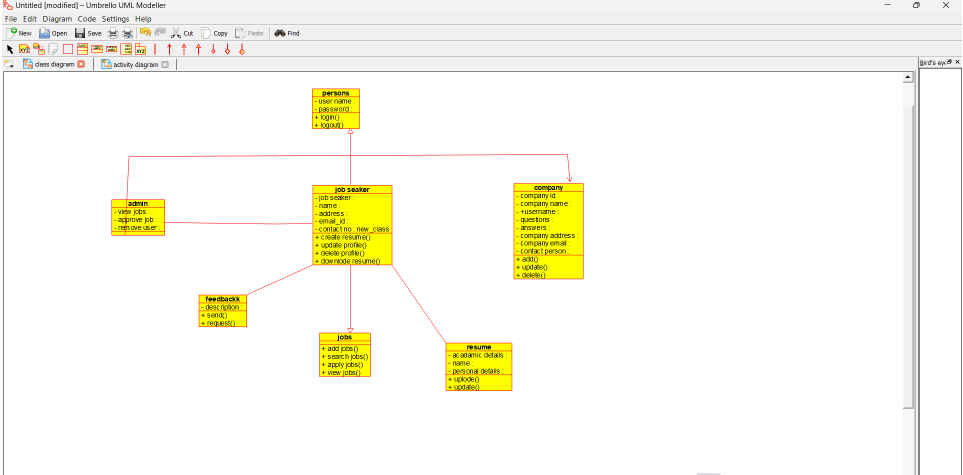 Untitled [modified] – Umbrello UML Modeller
File Edit Diagram Code Settings Help
New Open Save Cut Copy Paste Find
class diagram activity diagram
Bird's ey
persons
- user name :
- password :
+ login()
+ logout()
admin
- view jobs :
- approve job :
- remove user :
job seaker
- job seaker :
- name :
- address :
- email_id :
- contact no : new_class
+ create resume()
+ update profile()
+ delete profile()
+ downlode resume()
company
- company id :
- company name :
- +username :
- questions :
- answers :
- company address :
- company email :
- contact person :
+ add()
+ update()
+ delete()
feedbackk
- description :
+ send()
+ request()
jobs
+ add jobs()
+ search jobs()
+ apply jobs()
+ view jobs()
resume
- acadamic details :
- name :
- personal details :
+ uplode()
+ update()